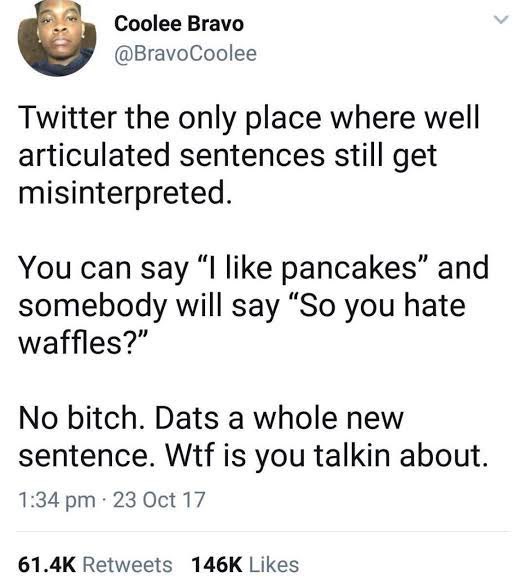 Coolee Bravo
@BravoCoolee
Twitter the only place where well
articulated sentences still get
misinterpreted.
You can say “I like pancakes” and
somebody will say “So you hate
waffles?”
No bitch. Dats a whole new
sentence. Wtf is you talkin about.
1:34 pm · 23 Oct 17
61.4K Retweets 146K Likes